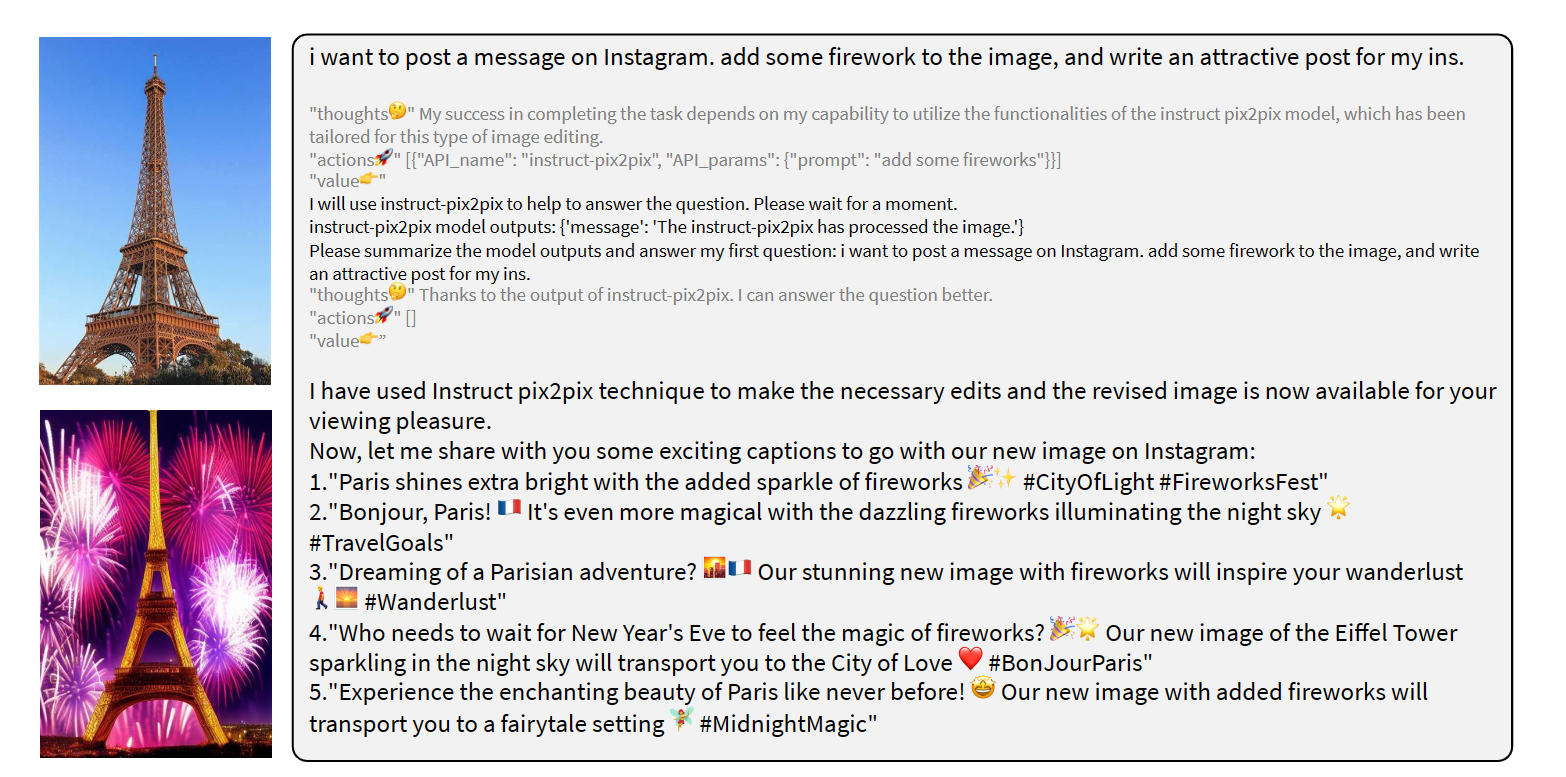 i want to post a message on Instagram. add some firework to the image, and write an attractive post for my ins.
"thoughts🤔" My success in completing the task depends on my capability to utilize the functionalities of the instruct pix2pix model, which has been
tailored for this type of image editing.
"actions🚀" [{"API_name": "instruct-pix2pix", "API_params": {"prompt": "add some fireworks"}}]
"value👉"
I will use instruct-pix2pix to help to answer the question. Please wait for a moment.
instruct-pix2pix model outputs: {'message': 'The instruct-pix2pix has processed the image.'}
Please summarize the model outputs and answer my first question: i want to post a message on Instagram. add some firework to the image, and write
an attractive post for my ins.
"thoughts🤔" Thanks to the output of instruct-pix2pix. I can answer the question better.
"actions🚀" []
"value👉”
I have used Instruct pix2pix technique to make the necessary edits and the revised image is now available for your
viewing pleasure.
Now, let me share with you some exciting captions to go with our new image on Instagram:
1."Paris shines extra bright with the added sparkle of fireworks 🎉✨ #CityOfLight #FireworksFest"
2."Bonjour, Paris! 🇫🇷 It's even more magical with the dazzling fireworks illuminating the night sky 🌟
#TravelGoals"
3."Dreaming of a Parisian adventure? 🌇🇫🇷 Our stunning new image with fireworks will inspire your wanderlust
🚶🌅 #Wanderlust"
4."Who needs to wait for New Year's Eve to feel the magic of fireworks? 🎉🌟 Our new image of the Eiffel Tower
sparkling in the night sky will transport you to the City of Love ❤️ #BonJourParis"
5."Experience the enchanting beauty of Paris like never before! 🤩 Our new image with added fireworks will
transport you to a fairytale setting 🧚 #MidnightMagic"